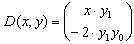 D(x, y) = ( x · y₁
− 2 · y₁y₀ )